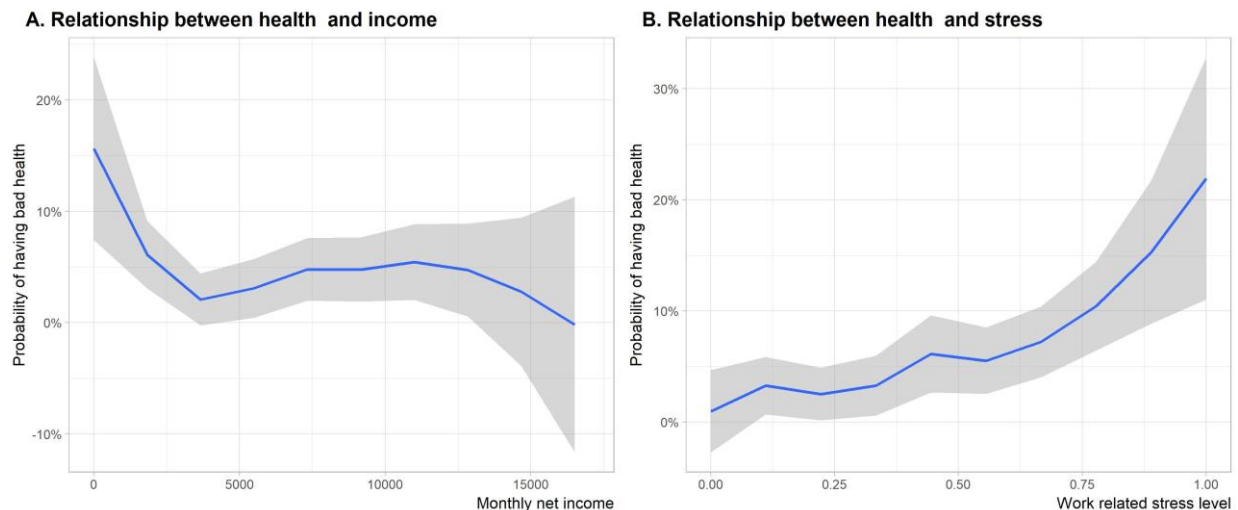 A. Relationship between health  and income
Probability of having bad health
20%
10%
0%
-10%
0 5000 10000 15000
Monthly net income
B. Relationship between health  and stress
Probability of having bad health
30%
20%
10%
0%
0.00 0.25 0.50 0.75 1.00
Work related stress level